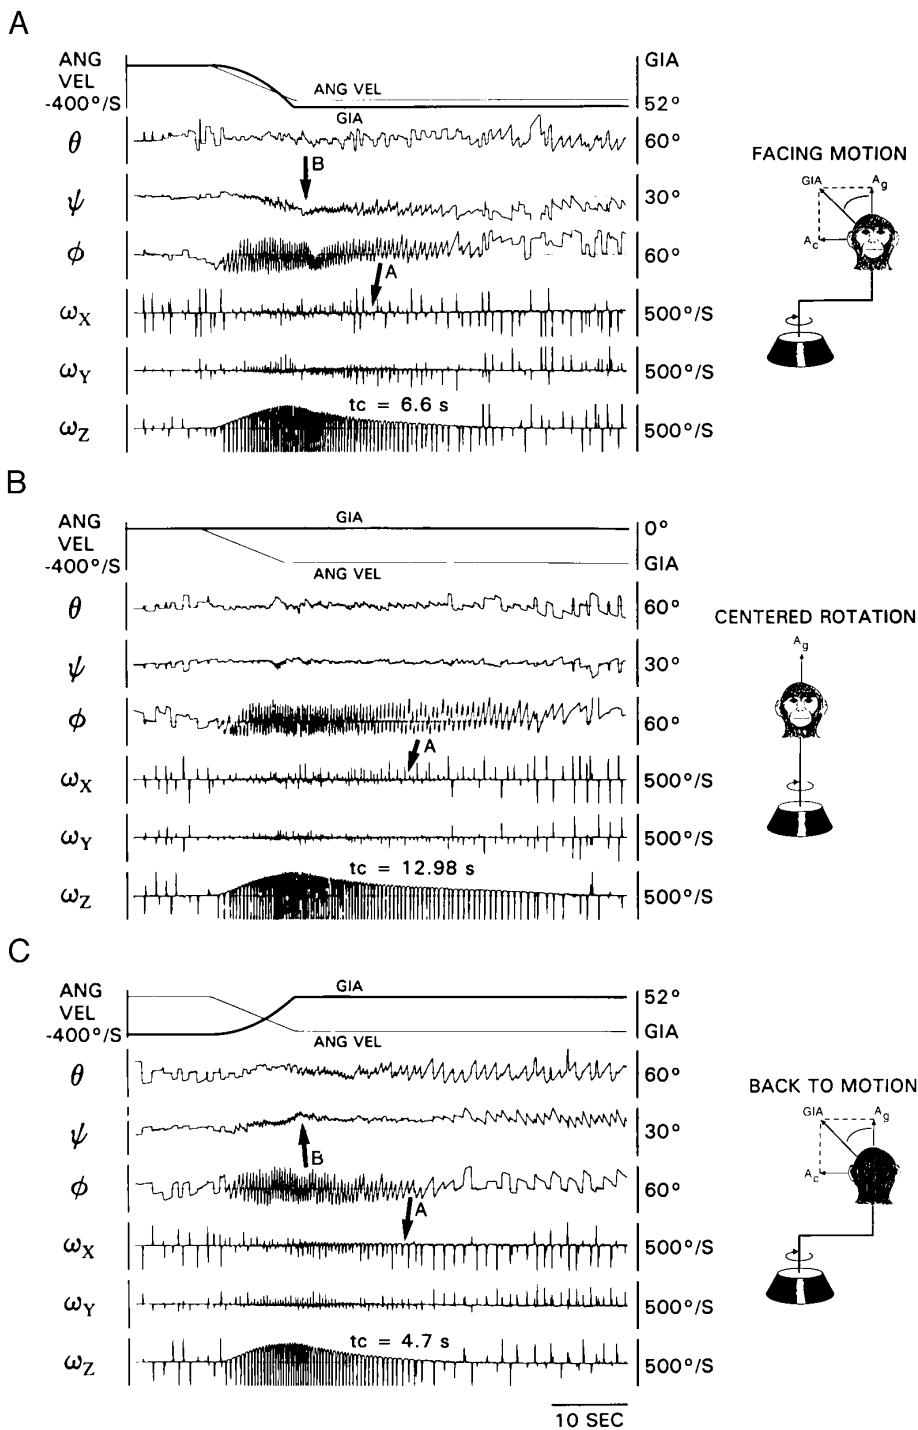 A
ANG
VEL
-400°/S
GIA
52°
ANG VEL
GIA
θ
60°
B
ψ
30°
ϕ
60°
A
ωX
500°/S
ωY
500°/S
tc = 6.6 s
ωZ
500°/S
FACING MOTION
GIA
Ag
Ac
B
ANG
VEL
-400°/S
GIA
0°
GIA
ANG VEL
θ
60°
ψ
30°
ϕ
60°
A
ωX
500°/S
ωY
500°/S
tc = 12.98 s
ωZ
500°/S
CENTERED ROTATION
Ag
C
ANG
VEL
-400°/S
GIA
52°
GIA
ANG VEL
θ
60°
ψ
30°
B
ϕ
60°
A
ωX
500°/S
ωY
500°/S
tc = 4.7 s
ωZ
500°/S
BACK TO MOTION
GIA
Ag
Ac
10 SEC